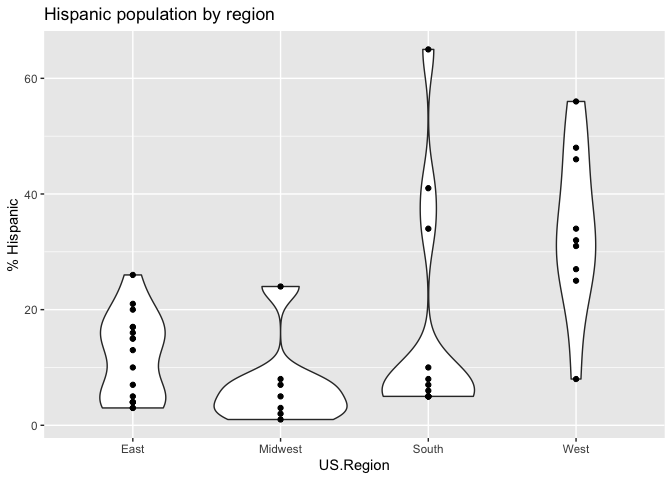 Hispanic population by region
% Hispanic
60
40
20
0
East Midwest South West
US.Region